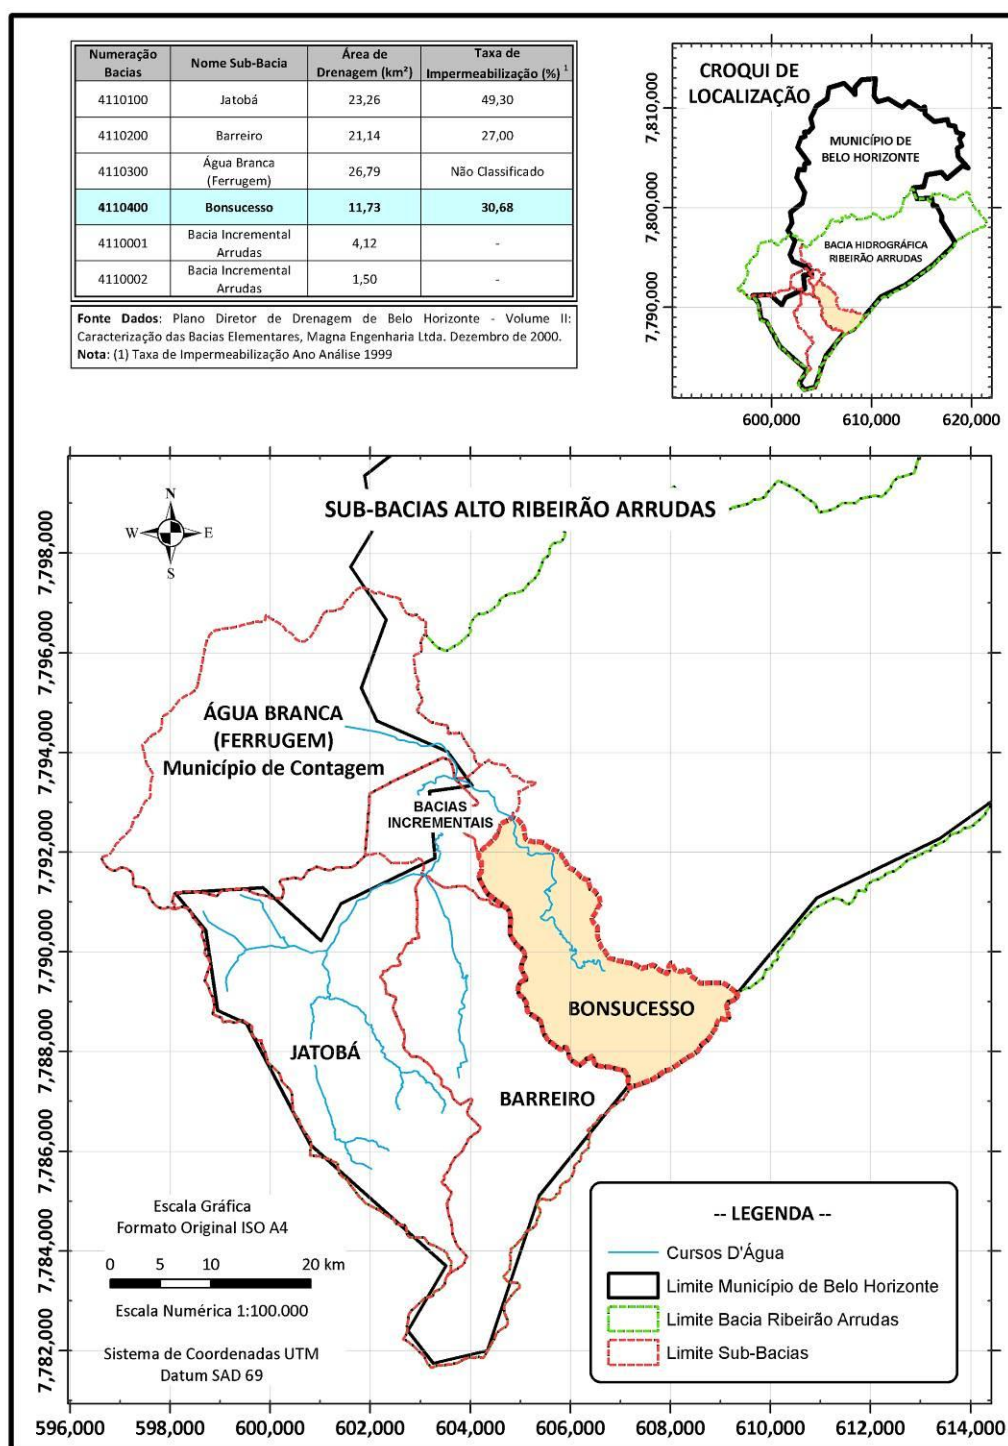 Numeração Bacias Nome Sub-Bacia Área de Drenagem (km²) Taxa de Impermeabilização (%) ¹
4110100 Jatobá 23,26 49,30
4110200 Barreiro 21,14 27,00
4110300 Água Branca (Ferrugem) 26,79 Não Classificado
4110400 Bonsucesso 11,73 30,68
4110001 Bacia Incremental Arrudas 4,12 -
4110002 Bacia Incremental Arrudas 1,50 -
Fonte Dados: Plano Diretor de Drenagem de Belo Horizonte - Volume II:
Caracterização das Bacias Elementares, Magna Engenharia Ltda. Dezembro de 2000.
Nota: (1) Taxa de Impermeabilização Ano Análise 1999
CROQUI DE
LOCALIZAÇÃO
MUNICÍPIO DE
BELO HORIZONTE
BACIA HIDROGRÁFICA
RIBEIRÃO ARRUDAS
7,810,000
7,800,000
7,790,000
600,000 610,000 620,000
SUB-BACIAS ALTO RIBEIRÃO ARRUDAS
N
W E
S
ÁGUA BRANCA
(FERRUGEM)
Município de Contagem
BACIAS
INCREMENTAIS
BONSUCESSO
JATOBÁ
BARREIRO
7,798,000
7,796,000
7,794,000
7,792,000
7,790,000
7,788,000
7,786,000
7,784,000
7,782,000
Escala Gráfica
Formato Original ISO A4
0 5 10 20 km
Escala Numérica 1:100.000
Sistema de Coordenadas UTM
Datum SAD 69
-- LEGENDA --
Cursos D'Água
Limite Município de Belo Horizonte
Limite Bacia Ribeirão Arrudas
Limite Sub-Bacias
596,000 598,000 600,000 602,000 604,000 606,000 608,000 610,000 612,000 614,000